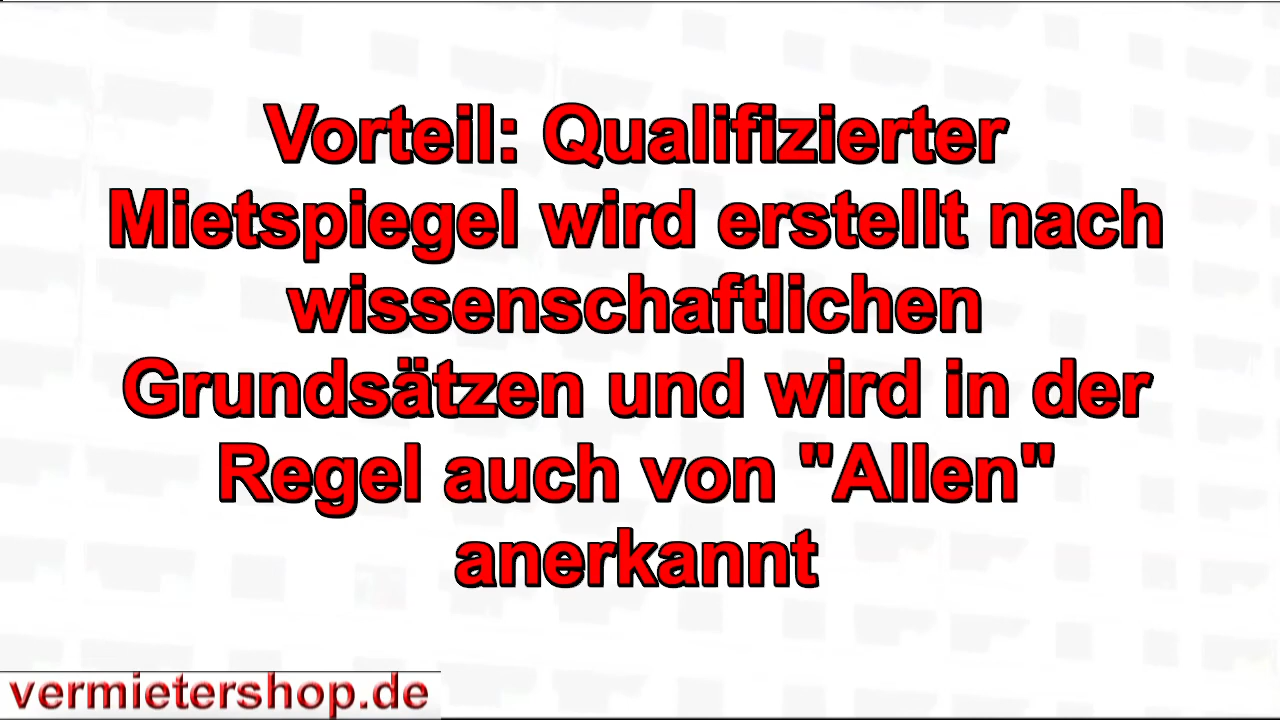 Vorteil: Qualifizierter
Mietspiegel wird erstellt nach
wissenschaftlichen
Grundsätzen und wird in der
Regel auch von "Allen"
anerkannt
vermietershop.de